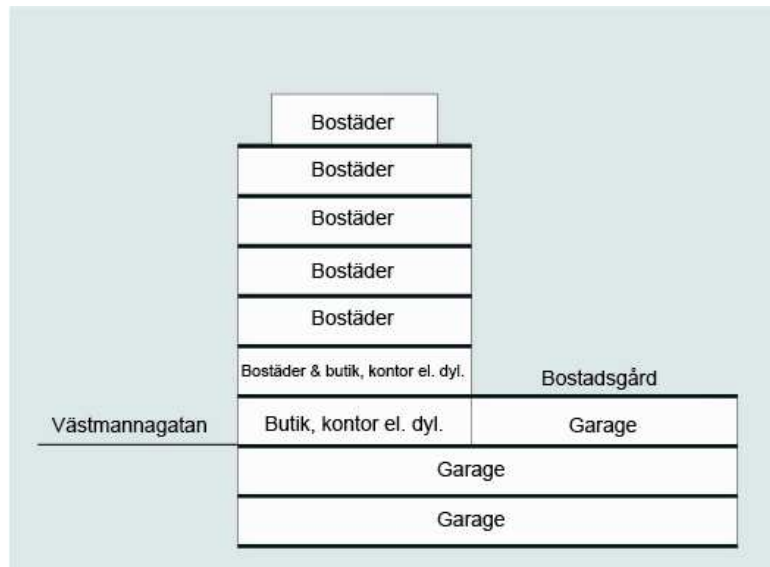 Bostäder
Bostäder
Bostäder
Bostäder
Bostäder
Bostäder & butik, kontor el. dyl.
Bostadsgård
Västmannagatan
Butik, kontor el. dyl.
Garage
Garage
Garage